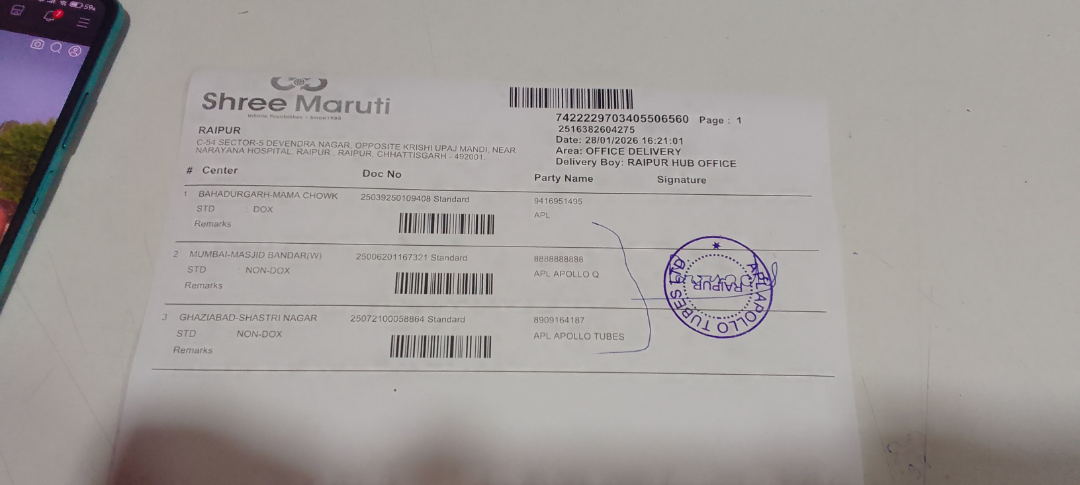 59%
Shree Maruti
RAIPUR
C-54 SECTOR-5 DEVENDRA NAGAR, OPPOSITE KRISHI UPAJ MANDI, NEAR
NARAYANA HOSPITAL, RAIPUR, RAIPUR, CHHATTISGARH - 492001.
7422229703405506560 Page : 1
2516382604275
Date: 28/01/2026 16:21:01
Area: OFFICE DELIVERY
Delivery Boy: RAIPUR HUB OFFICE
# Center Doc No Party Name Signature
1 BAHADURGARH-MAMA CHOWK 25039250109408 Standard 9416951495
STD : DOX APL
Remarks
2 MUMBAI-MASJID BANDAR(W) 25006201167321 Standard 8888888888
STD : NON-DOX APL APOLLO Q
Remarks
3 GHAZIABAD-SHASTRI NAGAR 25072100058864 Standard 8909164187
STD : NON-DOX APL APOLLO TUBES
Remarks
APL APOLLO TUBES LTD
RAIPUR